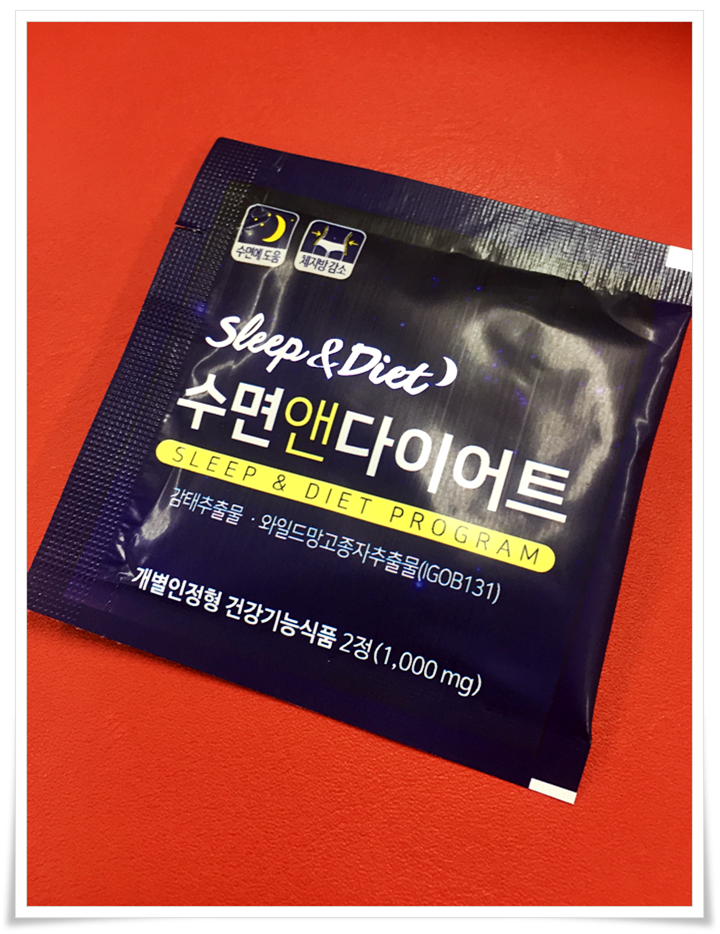 수면에 도움
체지방 감소
Sleep & Diet
수면앤다이어트
SLEEP & DIET PROGRAM
감태추출물 · 와일드망고종자추출물(IGOB131)
개별인정형 건강기능식품 2정(1,000 mg)